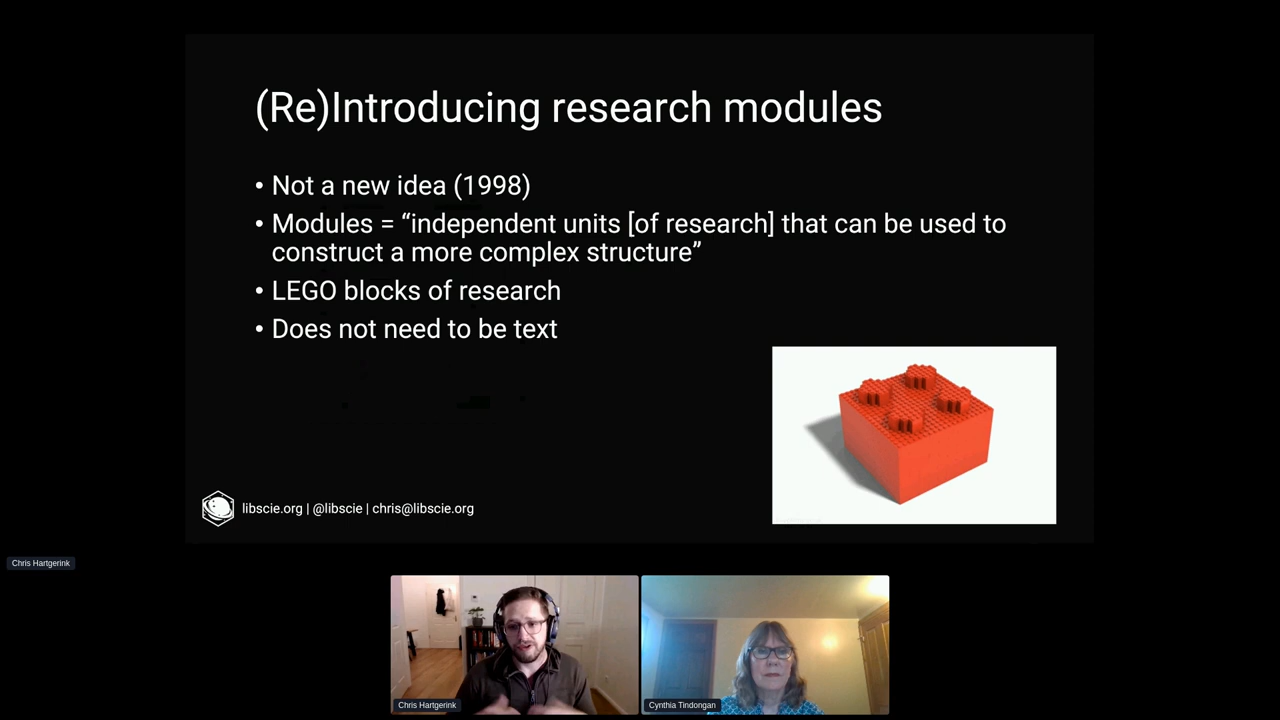 (Re)Introducing research modules
• Not a new idea (1998)
• Modules = “independent units [of research] that can be used to
construct a more complex structure”
• LEGO blocks of research
• Does not need to be text
libscie.org | @libscie | chris@libscie.org
Chris Hartgerink
Chris Hartgerink
Cynthia Tindongan